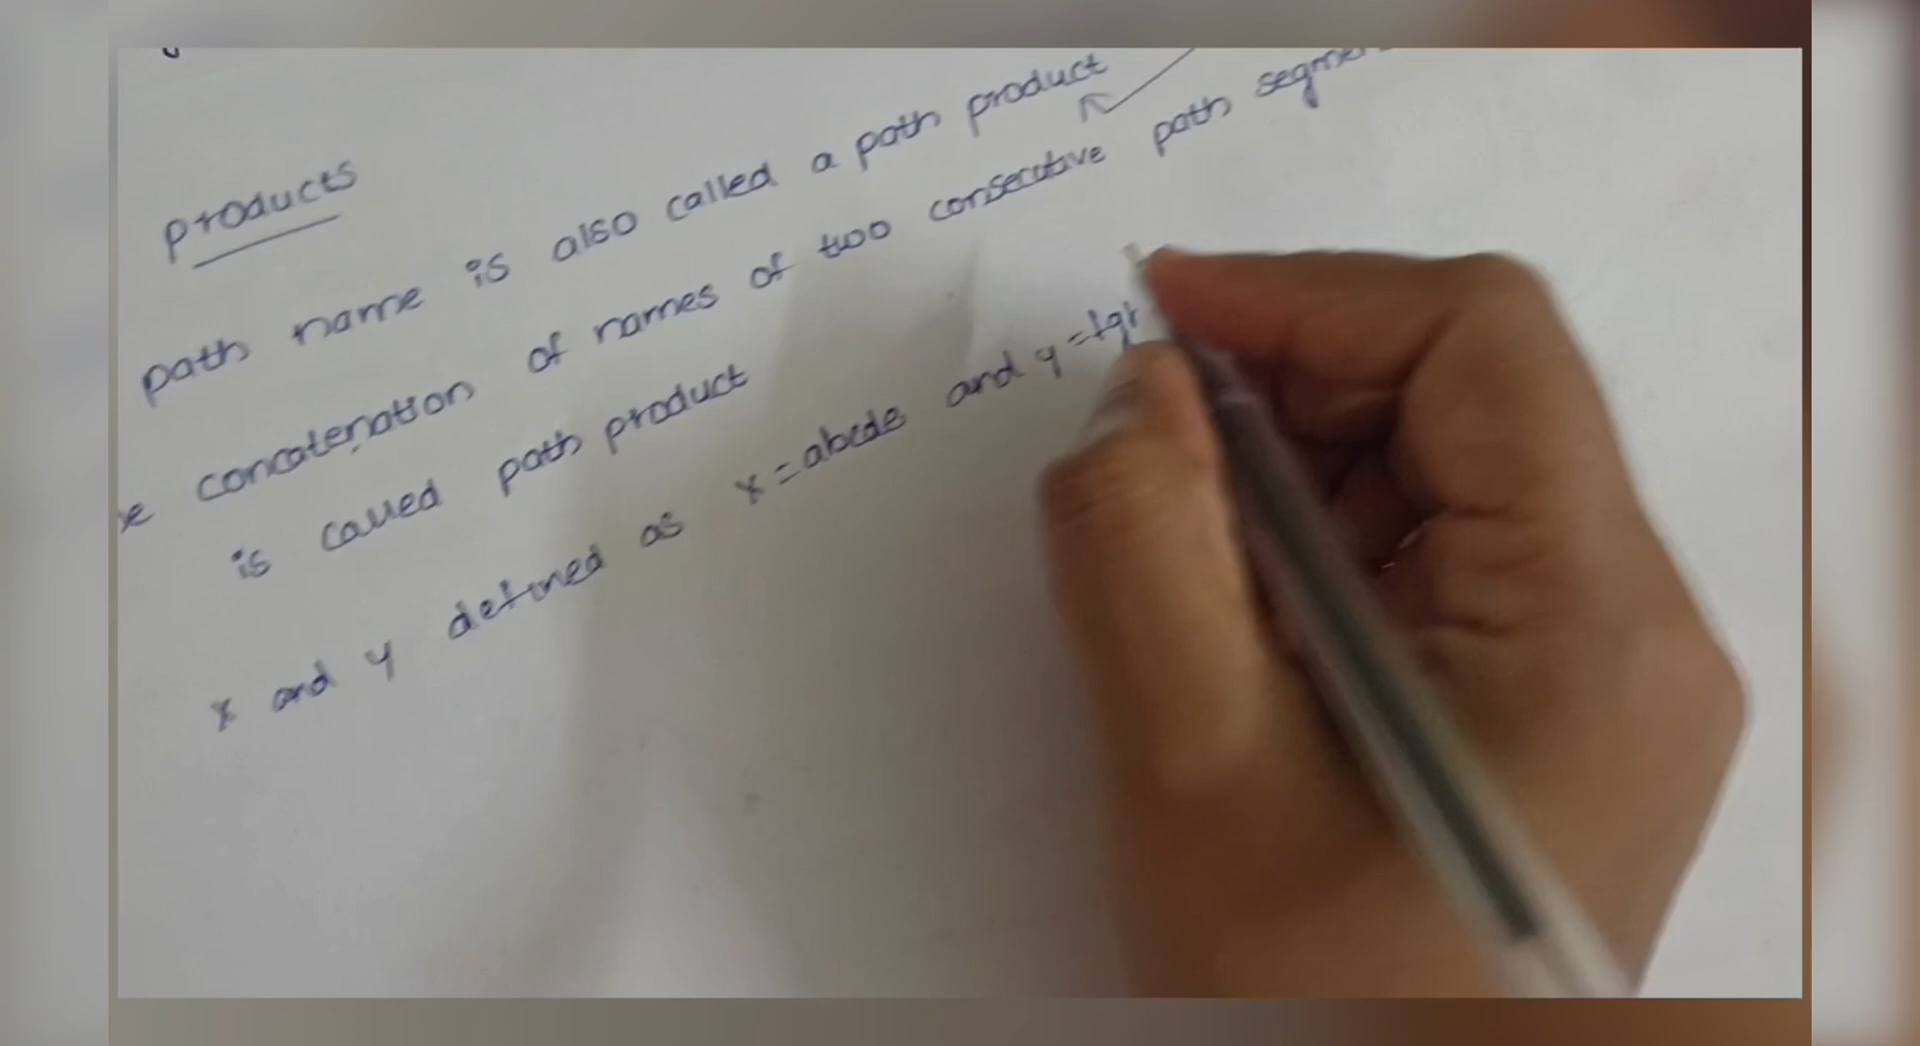 products
path name is also called a path product
concatenation of names of two consecutive path
is called path product
x and y defined as x = abcde and y =